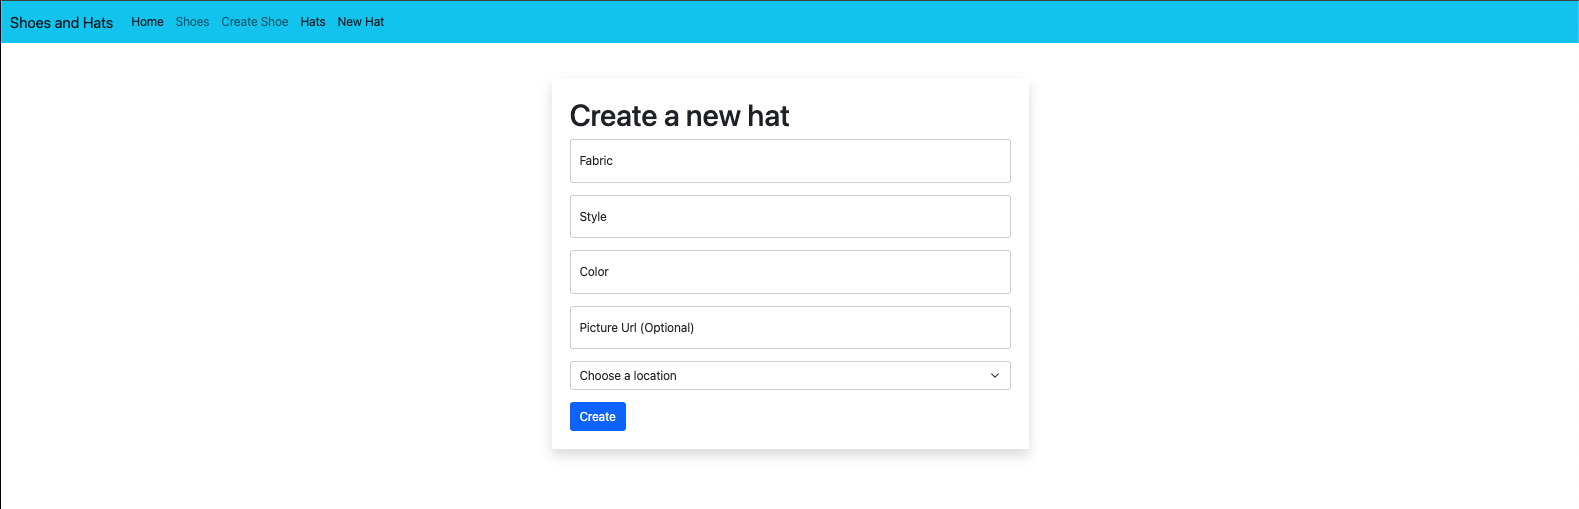 Shoes and Hats Home Shoes Create Shoe Hats New Hat
Create a new hat
Fabric
Style
Color
Picture Url (Optional)
Choose a location
Create